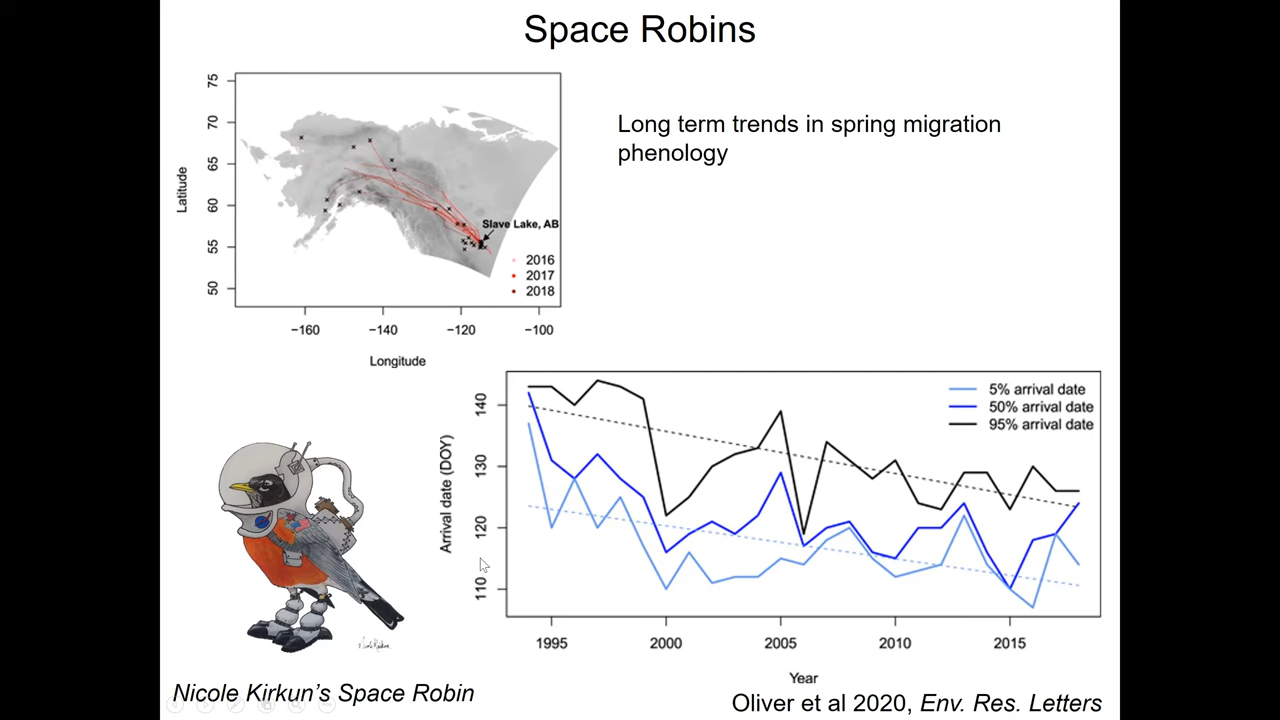 Space Robins
Long term trends in spring migration
phenology
75
70
65
60
55
50
Latitude
Slave Lake, AB
2016
2017
2018
−160
−140
−120
−100
Longitude
5% arrival date
50% arrival date
95% arrival date
140
130
120
110
Arrival date (DOY)
1995
2000
2005
2010
2015
Year
Nicole Kirkun's Space Robin
Oliver et al 2020, Env. Res. Letters